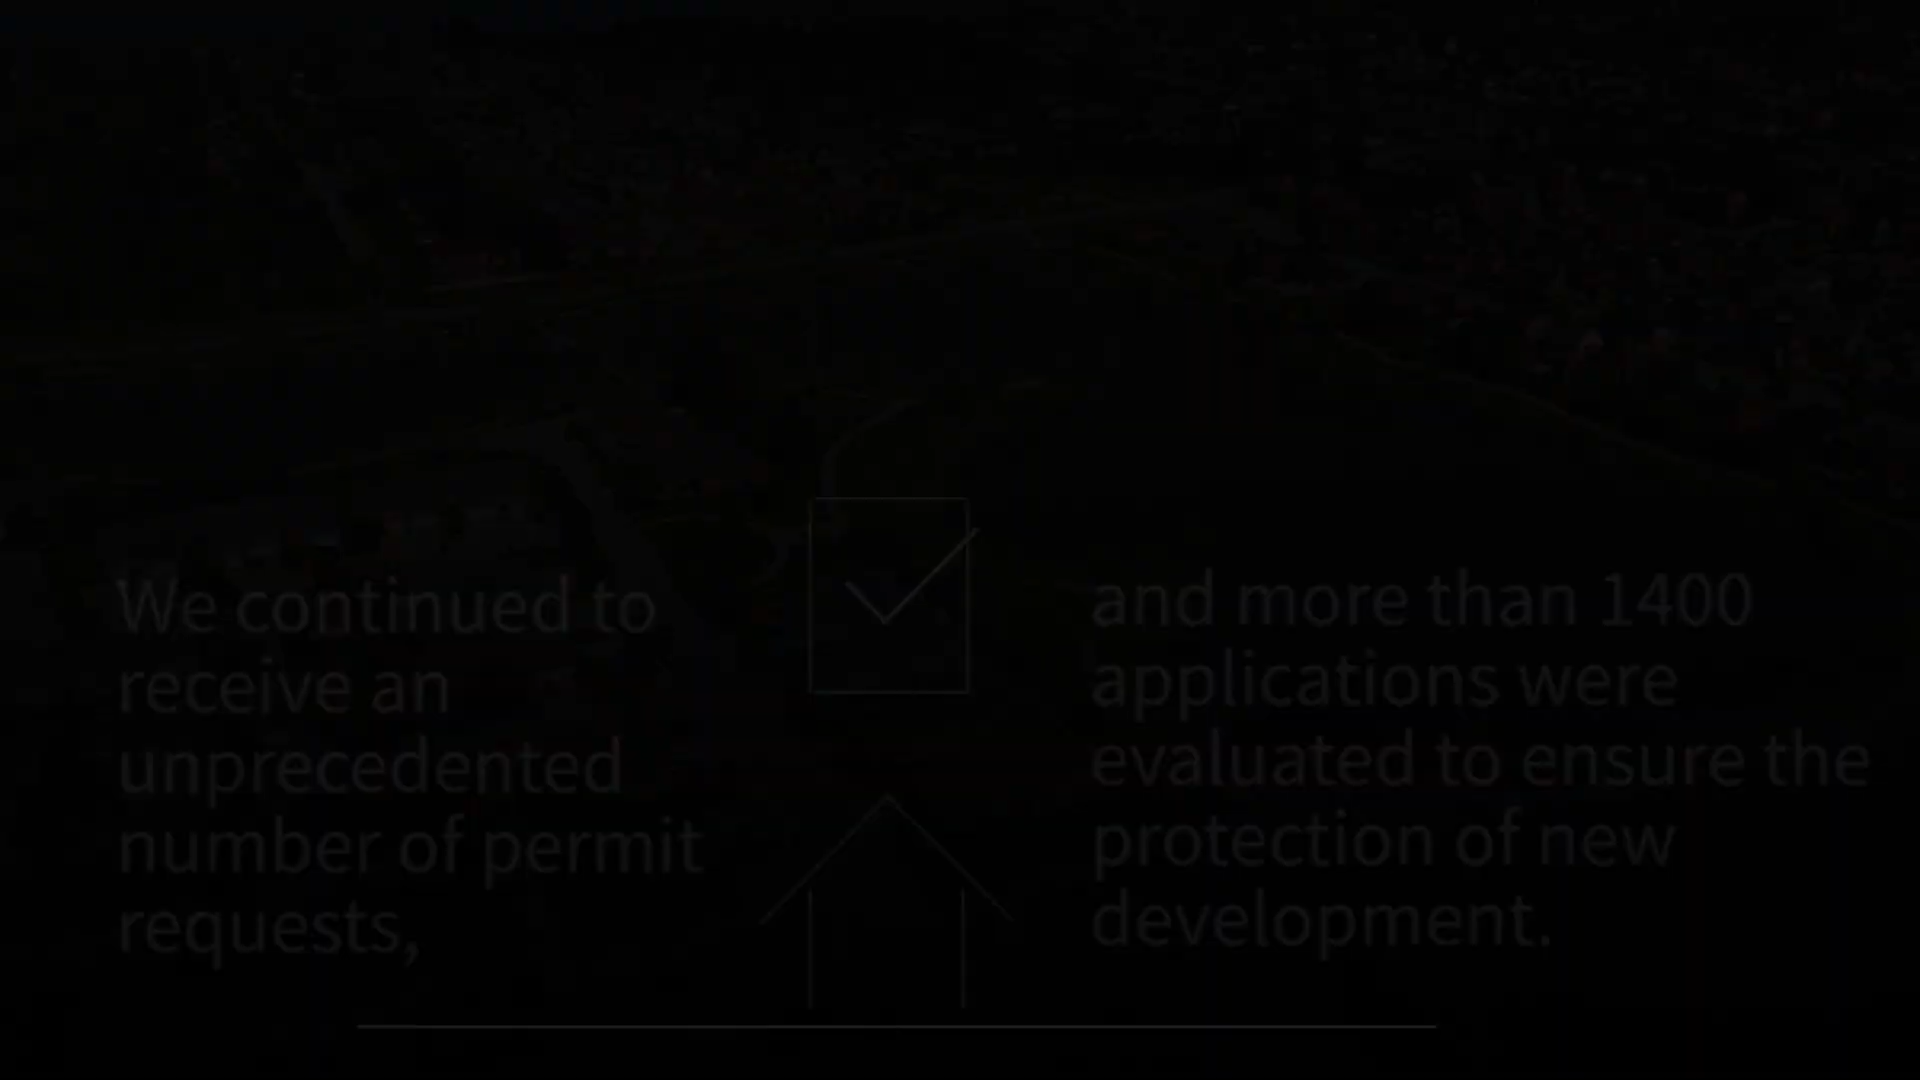 We continued to
receive an
unprecedented
number of permit
requests,
and more than 1400
applications were
evaluated to ensure the
protection of new
development.